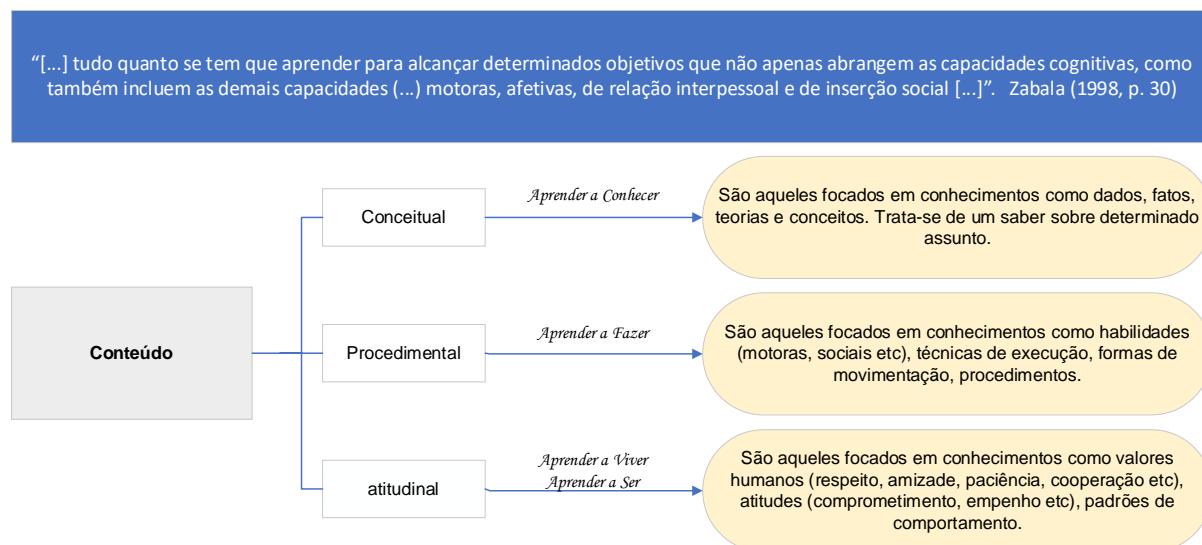 “[...] tudo quanto se tem que aprender para alcançar determinados objetivos que não apenas abrangem as capacidades cognitivas, como
também incluem as demais capacidades (...) motoras, afetivas, de relação interpessoal e de inserção social [...]”. Zabala (1998, p. 30)
Conteúdo
Conceitual
Aprender a Conhecer
São aqueles focados em conhecimentos como dados, fatos,
teorias e conceitos. Trata-se de um saber sobre determinado
assunto.
Procedimental
Aprender a Fazer
São aqueles focados em conhecimentos como habilidades
(motoras, sociais etc), técnicas de execução, formas de
movimentação, procedimentos.
atitudinal
Aprender a Viver
Aprender a Ser
São aqueles focados em conhecimentos como valores
humanos (respeito, amizade, paciência, cooperação etc),
atitudes (comprometimento, empenho etc), padrões de
comportamento.